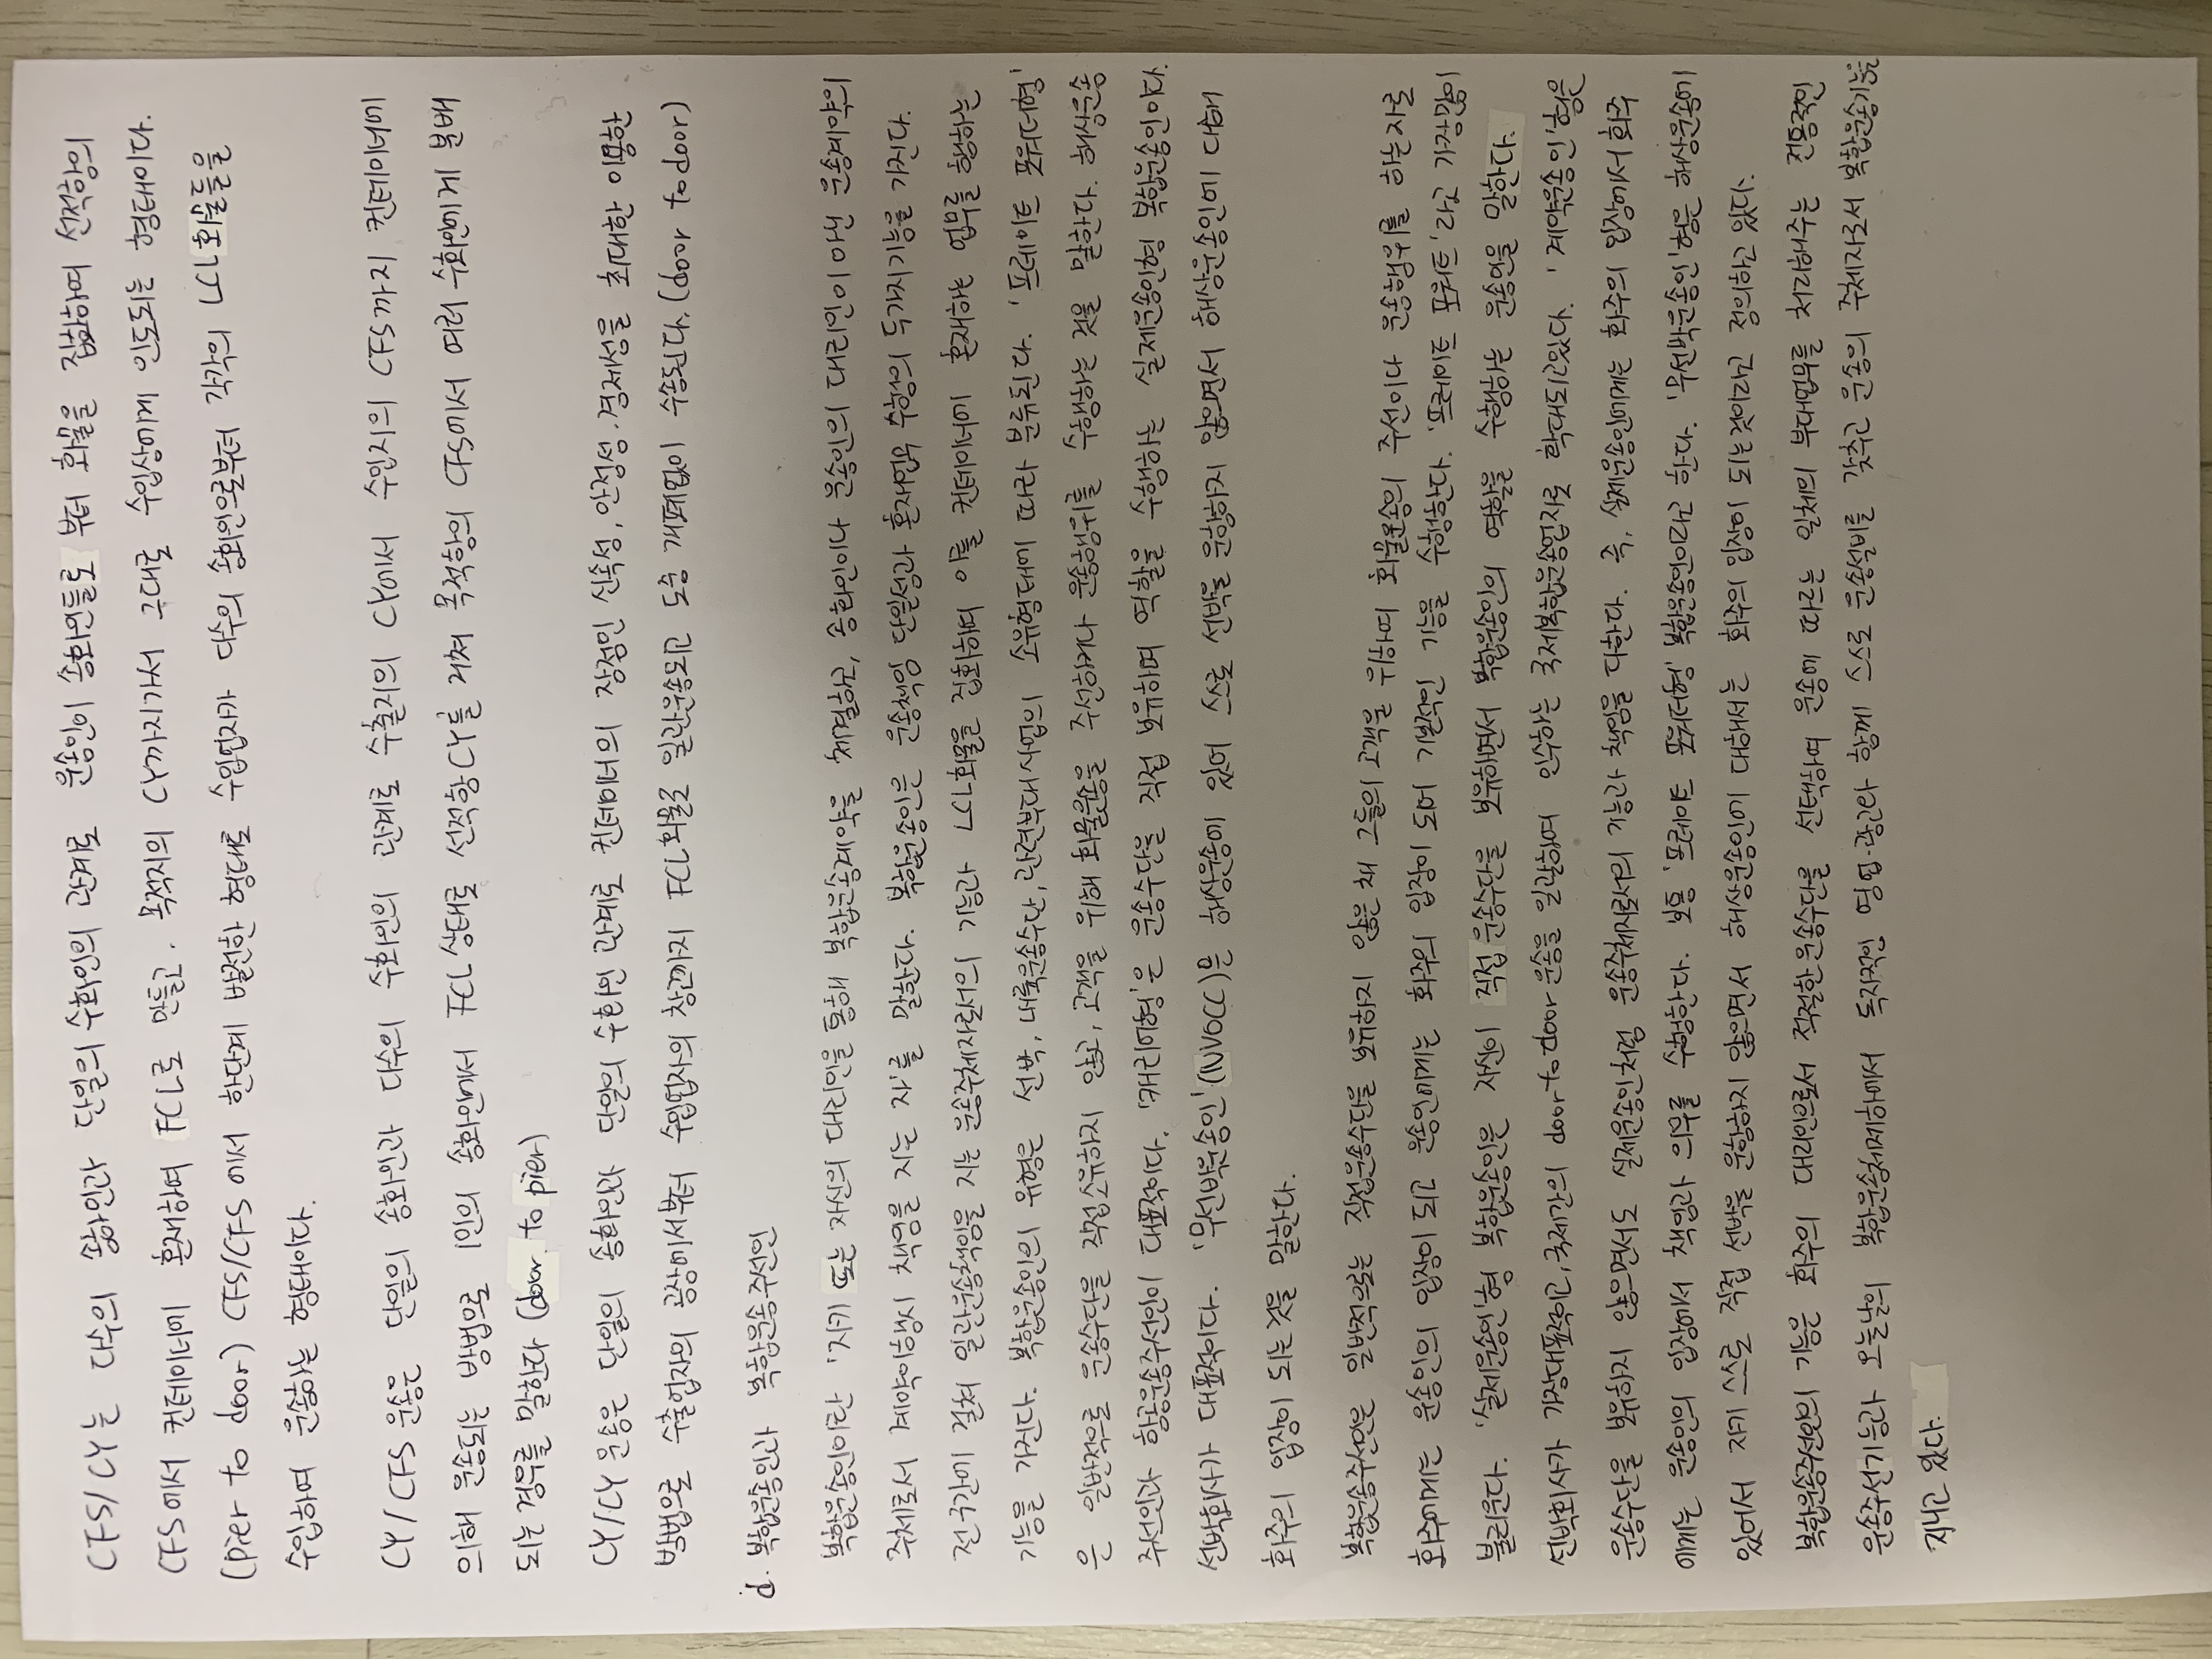 CFS/CY는 다수의 송하인과 단일의 수화인의 관계로 운송인이 송화인들로 부터 화물을 집화하여 선적항의
CFS에서 컨테이너에 혼재하여 FCL로 만들고. 목적지의 CY까지가서 그대로 수입상에게 인도되는 형태이다.
(pier to door) CFS/CFS에서 한단계 발전한 형태로 수입업자가 다수의 송화인으로부터 각각의 LCL화물들을
수입하여 운송하는 형태이다.
CY/CFS 운송은 단일의 송화인과 다수의 수화인의 관계로 수출지의 CY에서 수입지의 CFS까지 컨테이너에
의해 운송되는 방법으로 1인의 송화인에서 FCL상태로 선적항CY를 거쳐 목적항의 CFS에서 여러 수화인에게 분배
되는 경우를 말한다 (door. to pier)
CY/CY 운송은 단일의 송화인과 단일의 수화인 관계로 컨테이너의 장점인 신속성, 안정성·경제성을 최대한 이용한
방법으로 수출업자의 공장에서부터 수입업자의 창고까지 FCL화물로 일관운송되고 도중 개폐없이 수송된다. (door to door)
d. 복합운송인과 복합운송주선인
복합운송인이란 '자기 또는 자신의 대리인을 통해 복합운송계약을 체결하고, 송화인이나 운송인의 대리인이 아닌 운송계약의
주체로서 계약이행시 책임을 지는 자'를 말한다. 복합운송인은 운송책임 단일성과 혼재업무 수행의 두가지기능을 가진다.
전 구간에 걸쳐 일관운송책임을 지는 운송주체자로서의 기능과 LCL화물을 집화하여 이를 컨테이너에 혼재하는 업무를 행하는
기능을 가진다. 복합운송인의 유형은 선박, 내륙운송수단, 관련부대사업의 소유형태에 따라 분류된다. '프레이트 포워더형'
은 일반적으로 운송수단을 직접소유하지 않고, 고객을 위해 화물운송을 주선하거나 운송행위를 수행하는 것을 말한다. 해상운송
주선인과 항공운송주선인이 대표적이다. '캐리어형'은 운송수단을 직접 보유하며 역할을 수행하는 실제운송인형 복합운송인이다.
선박회사가 대표적이다. '무선박운송인'(NVOCC)은 해상운송에 있어 스스로 선박을 운항하지 않으면서 해상운송인에 대해
화주의 입장이 되는 것을 말한다.
복합운송주선인은 일반적으로는 직접운송수단을 보유하지 않은 채 그들의 고객을 위하여 화물운송의 주선이나 운송행위를 하는자로
화주에게는 운송인의 입장이 되고 운송인에게는 화주의 입장이 되어 기본적인 기능을 수행한다. '프레이트 포워트'라고 가장많이
불리운다. '실제운송인'형 복합운송인은 자신이 직접 운송수단을 보유하면서 복합운송인의 역할을 수행하는 운송인을 말한다.
선박회사가 가장대표적이고, 국제간의 door to door 운송을 일괄하여 인수하는 국제복합운송업자로 확대되고있다. '계약운송인'형은
운송수단을 보유하지 않으면서도 실제운송인처럼 운송주체자로서의 기능과 책임을 다한다. 즉, 실제운송인에게는 화주의 입장에서 화주
에게는 운송인의 입장에서 책임과 의무를 수행한다. 보통 '프레이트 포워더형' 복합운송인이라고 한다. '무선박운송인'형은 해상운송에
있어서 자기 스스로 직접 선박을 운항하지 않으면서 해상운송인에 대해서는 화주의 입장이 되는것이라고 정의하고 있다.
복합운송주선인의 기능은 화주의 대리인으로서 적절한 운송수단을 선택하여 운송에 따르는 일체의 부대업무를 처리해주는 전통적인
운송주선기능과 오늘날의 복합운송체제하에서 독자적인 영업·광고와 함께 스스로 운송설비를 갖추고 운송의 주체자로서 복합운송기능을
지니고 있다.